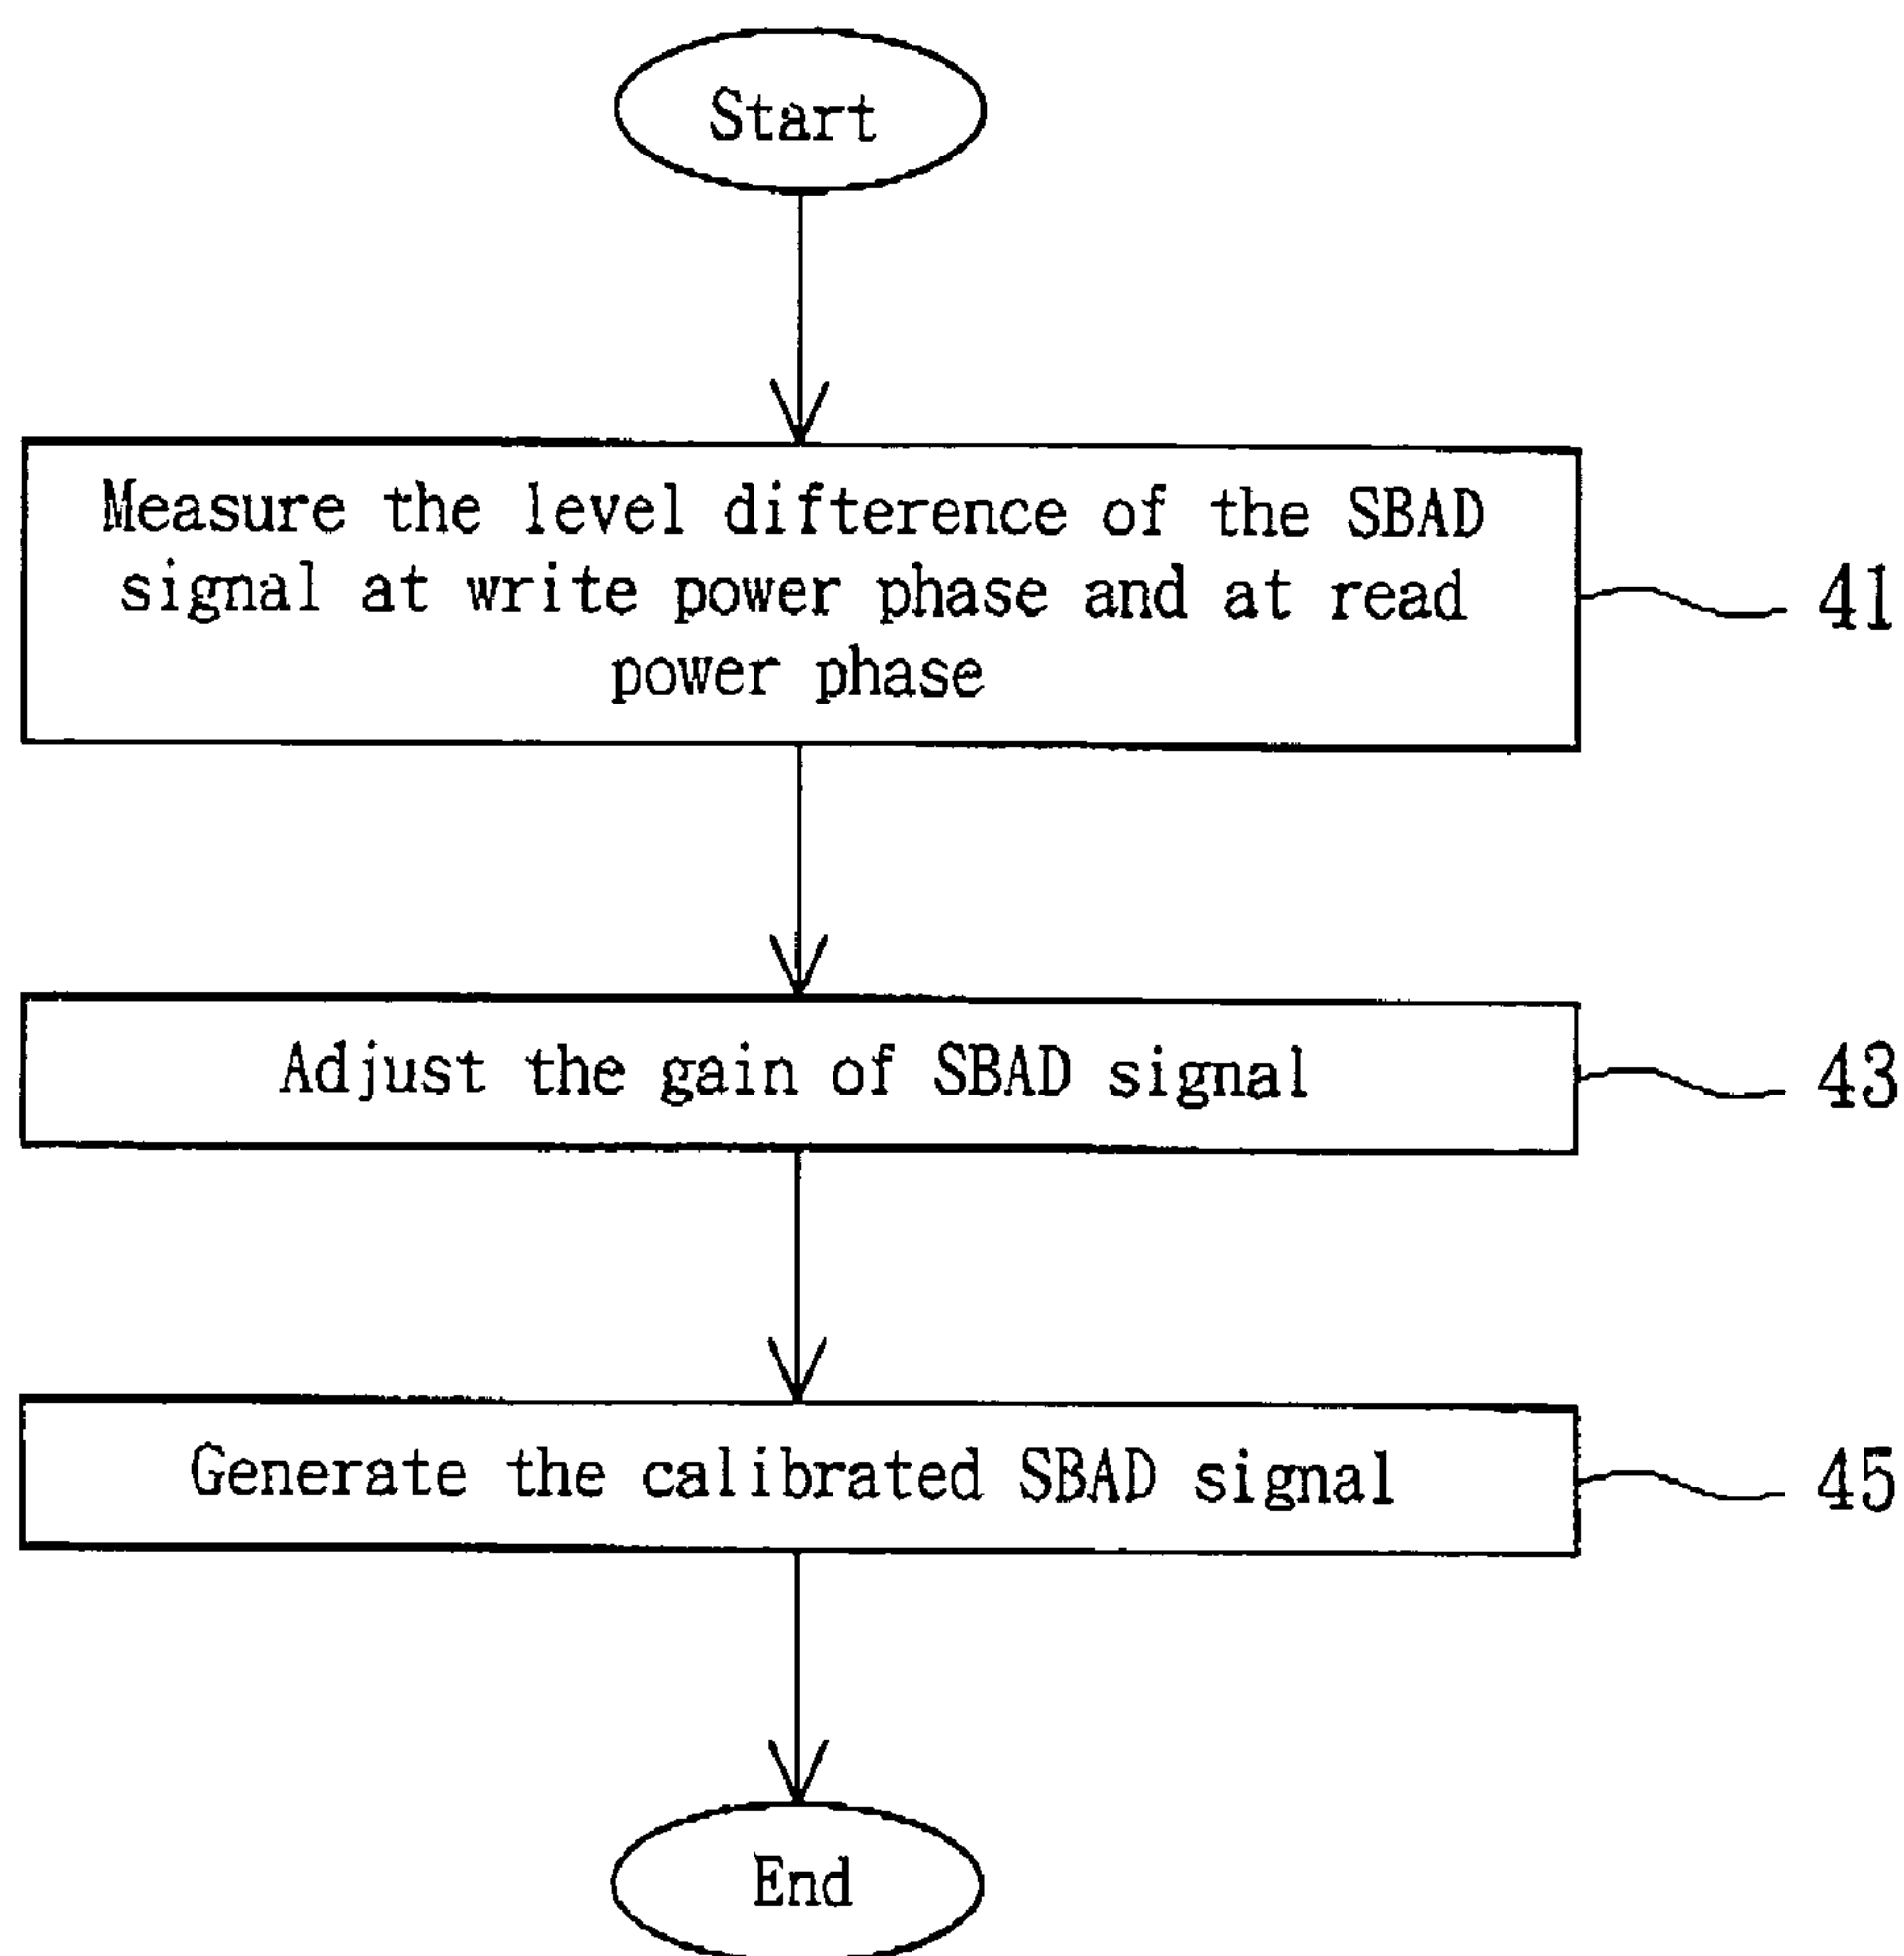 Start
Measure the level difterence of the SBAD
signal at write power phase and at read
power phase
41
Adjust the gain of SBAD signal
43
Generate the calibrated SBAD signal
45
End